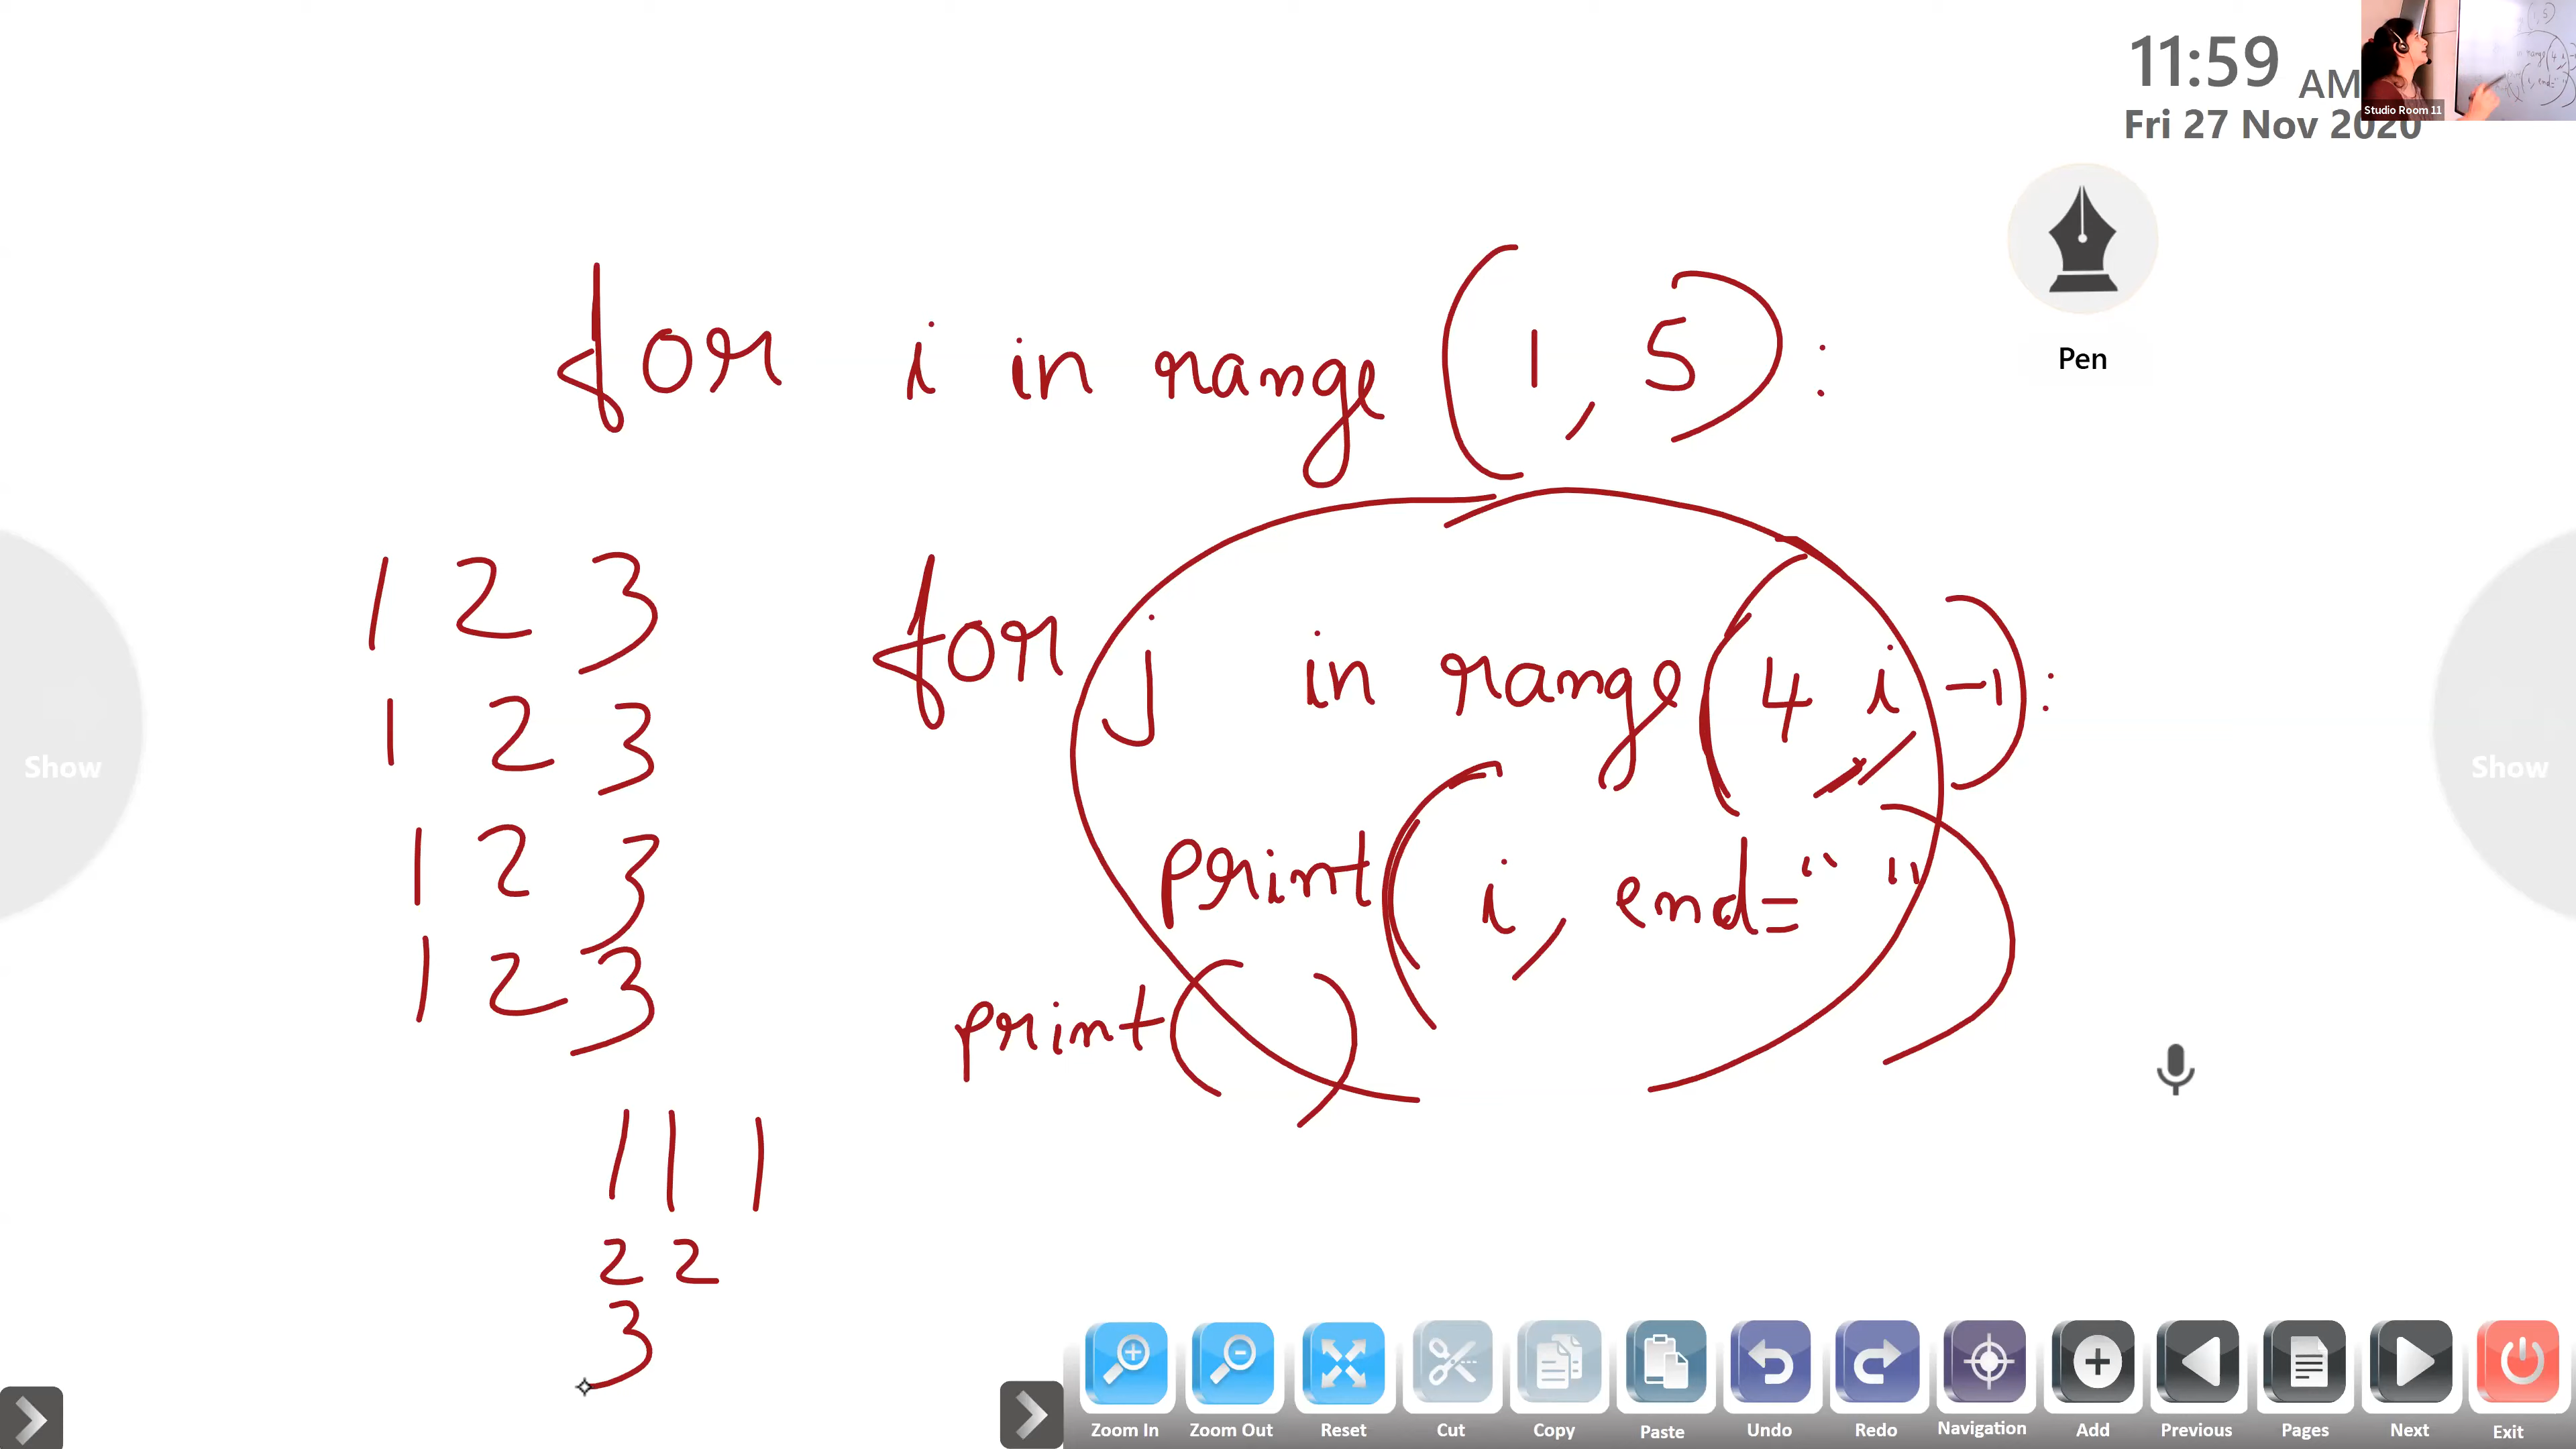 11:59 AM
Fri 27 Nov 2020
Studio Room 11
Pen
for i in range (1, 5):
for j in range (4, i, -1):
print (i, end=" ")
print ( )
1 2 3
1 2 3
1 2 3
1 2 3
1 1 1
2 2
3
Show
Show
Zoom In
Zoom Out
Reset
Cut
Copy
Paste
Undo
Redo
Navigation
Add
Previous
Pages
Next
Exit